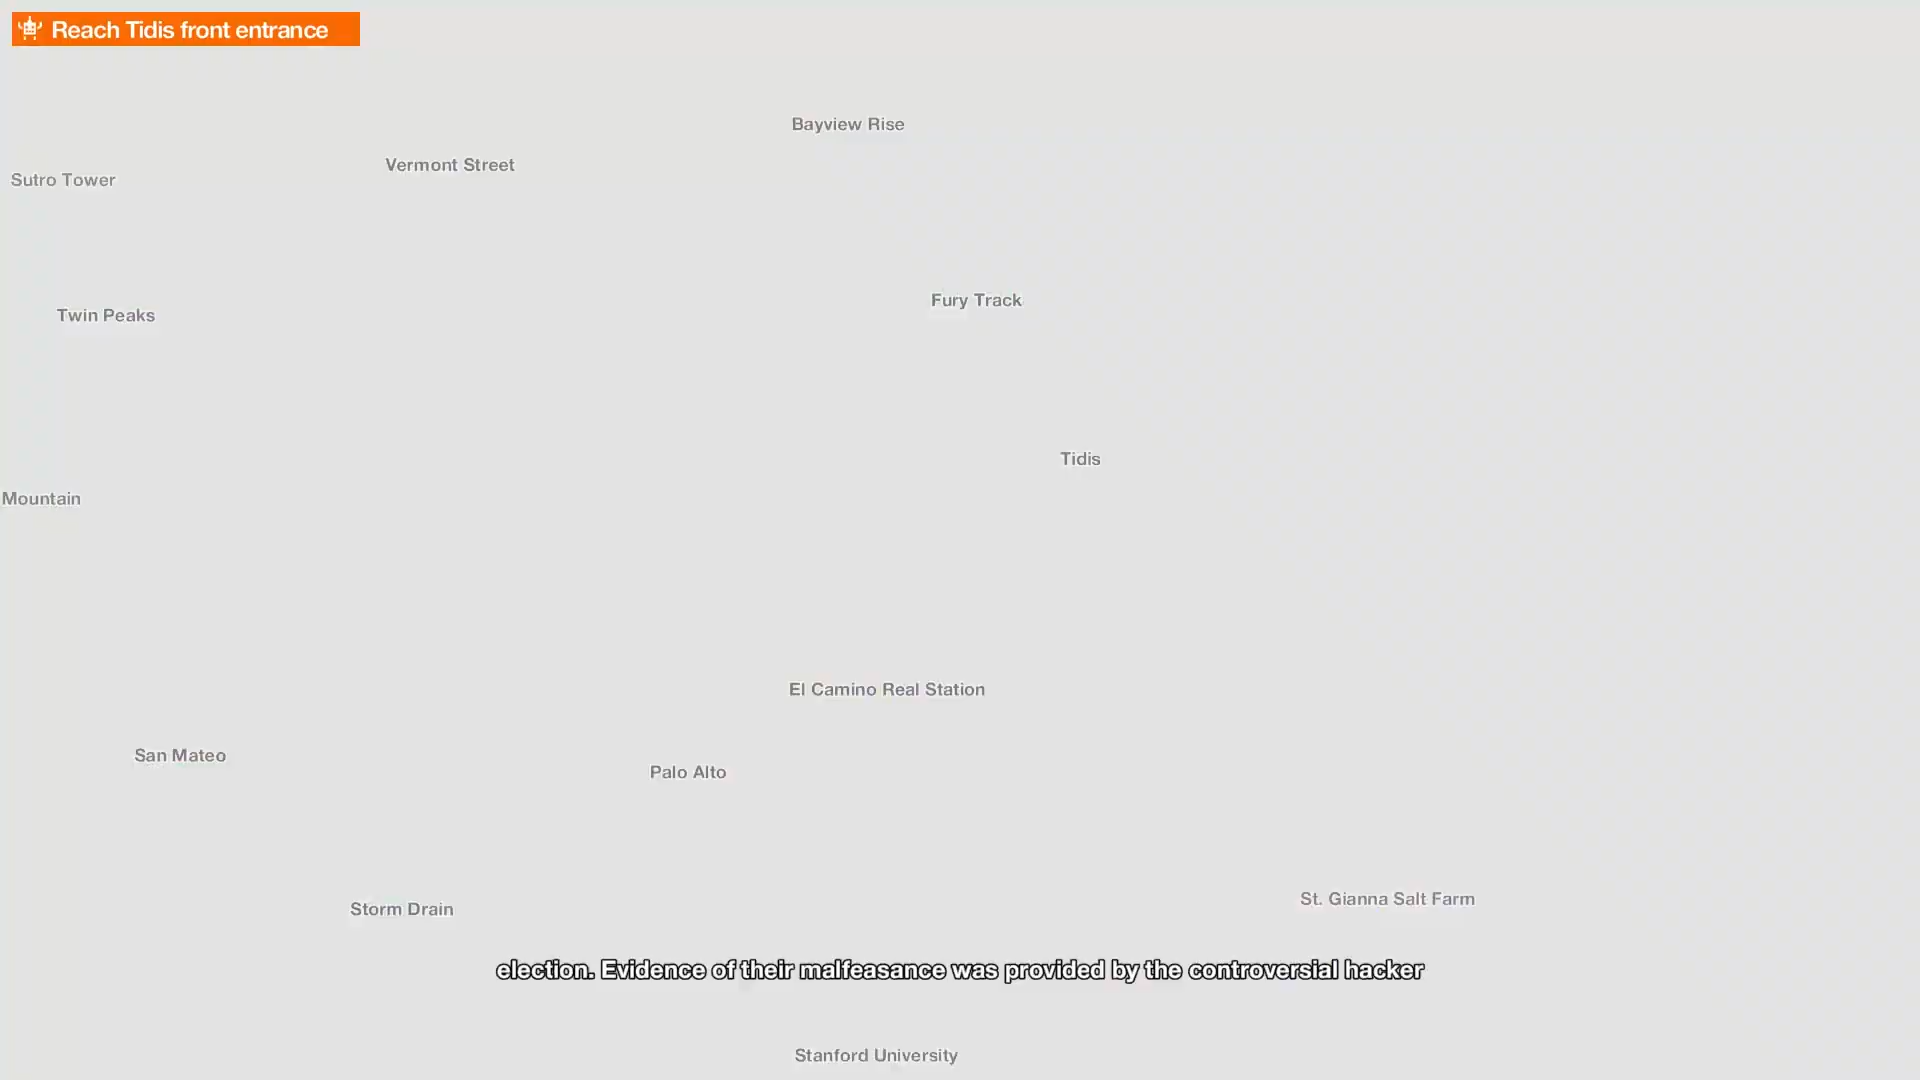 Reach Tidis front entrance
Bayview Rise
Vermont Street
Sutro Tower
Fury Track
Twin Peaks
Tidis
Mountain
El Camino Real Station
San Mateo
Palo Alto
St. Gianna Salt Farm
Storm Drain
election. Evidence of their malfeasance was provided by the controversial hacker
Stanford University